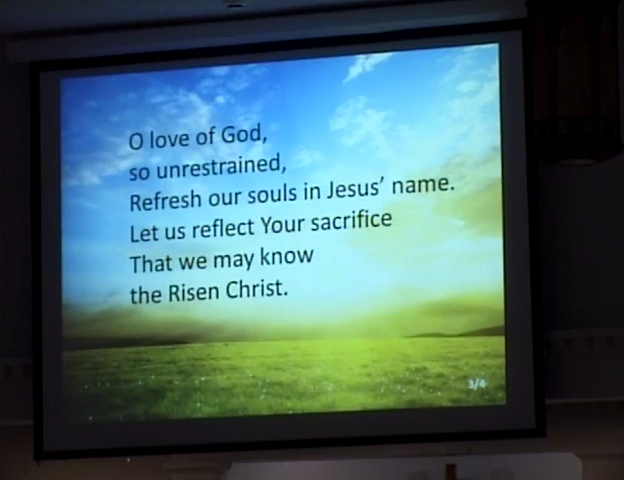 O love of God,
so unrestrained,
Refresh our souls in Jesus’ name.
Let us reflect Your sacrifice
That we may know
the Risen Christ.
3/4